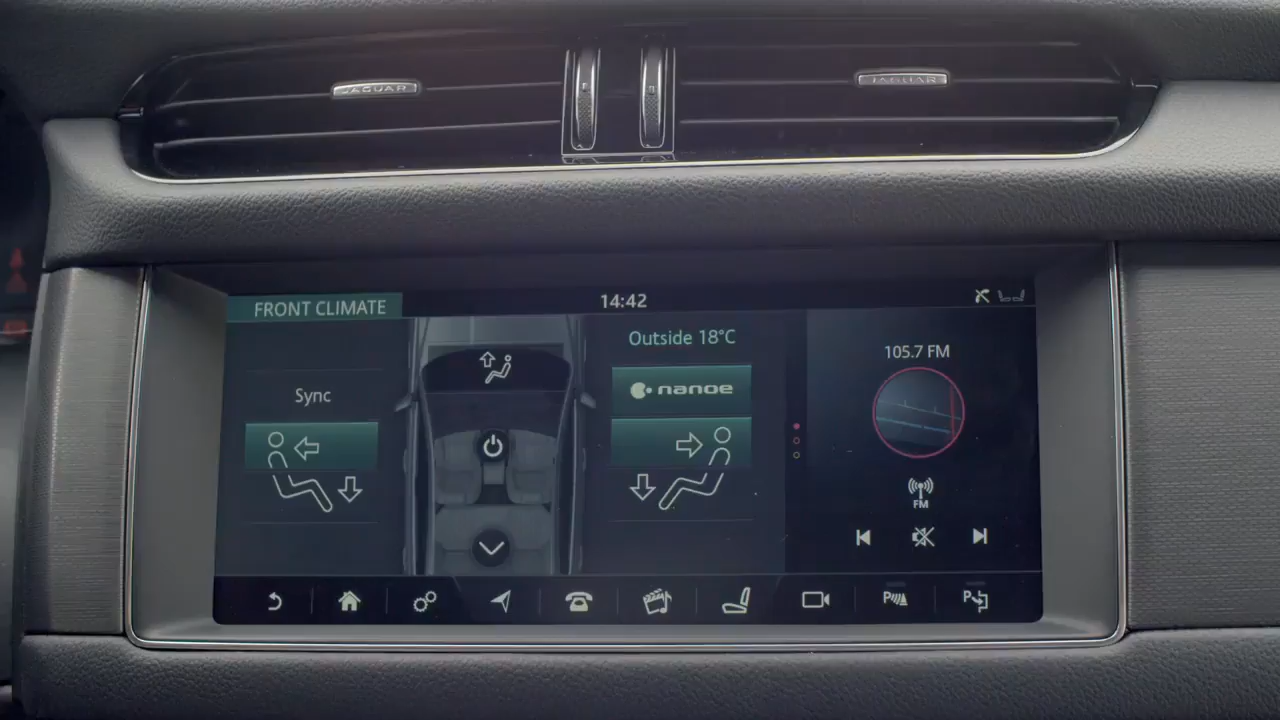 JAGUAR
JAGUAR
FRONT CLIMATE
14:42
Outside 18°C
105.7 FM
nanoe
Sync
FM
P
P